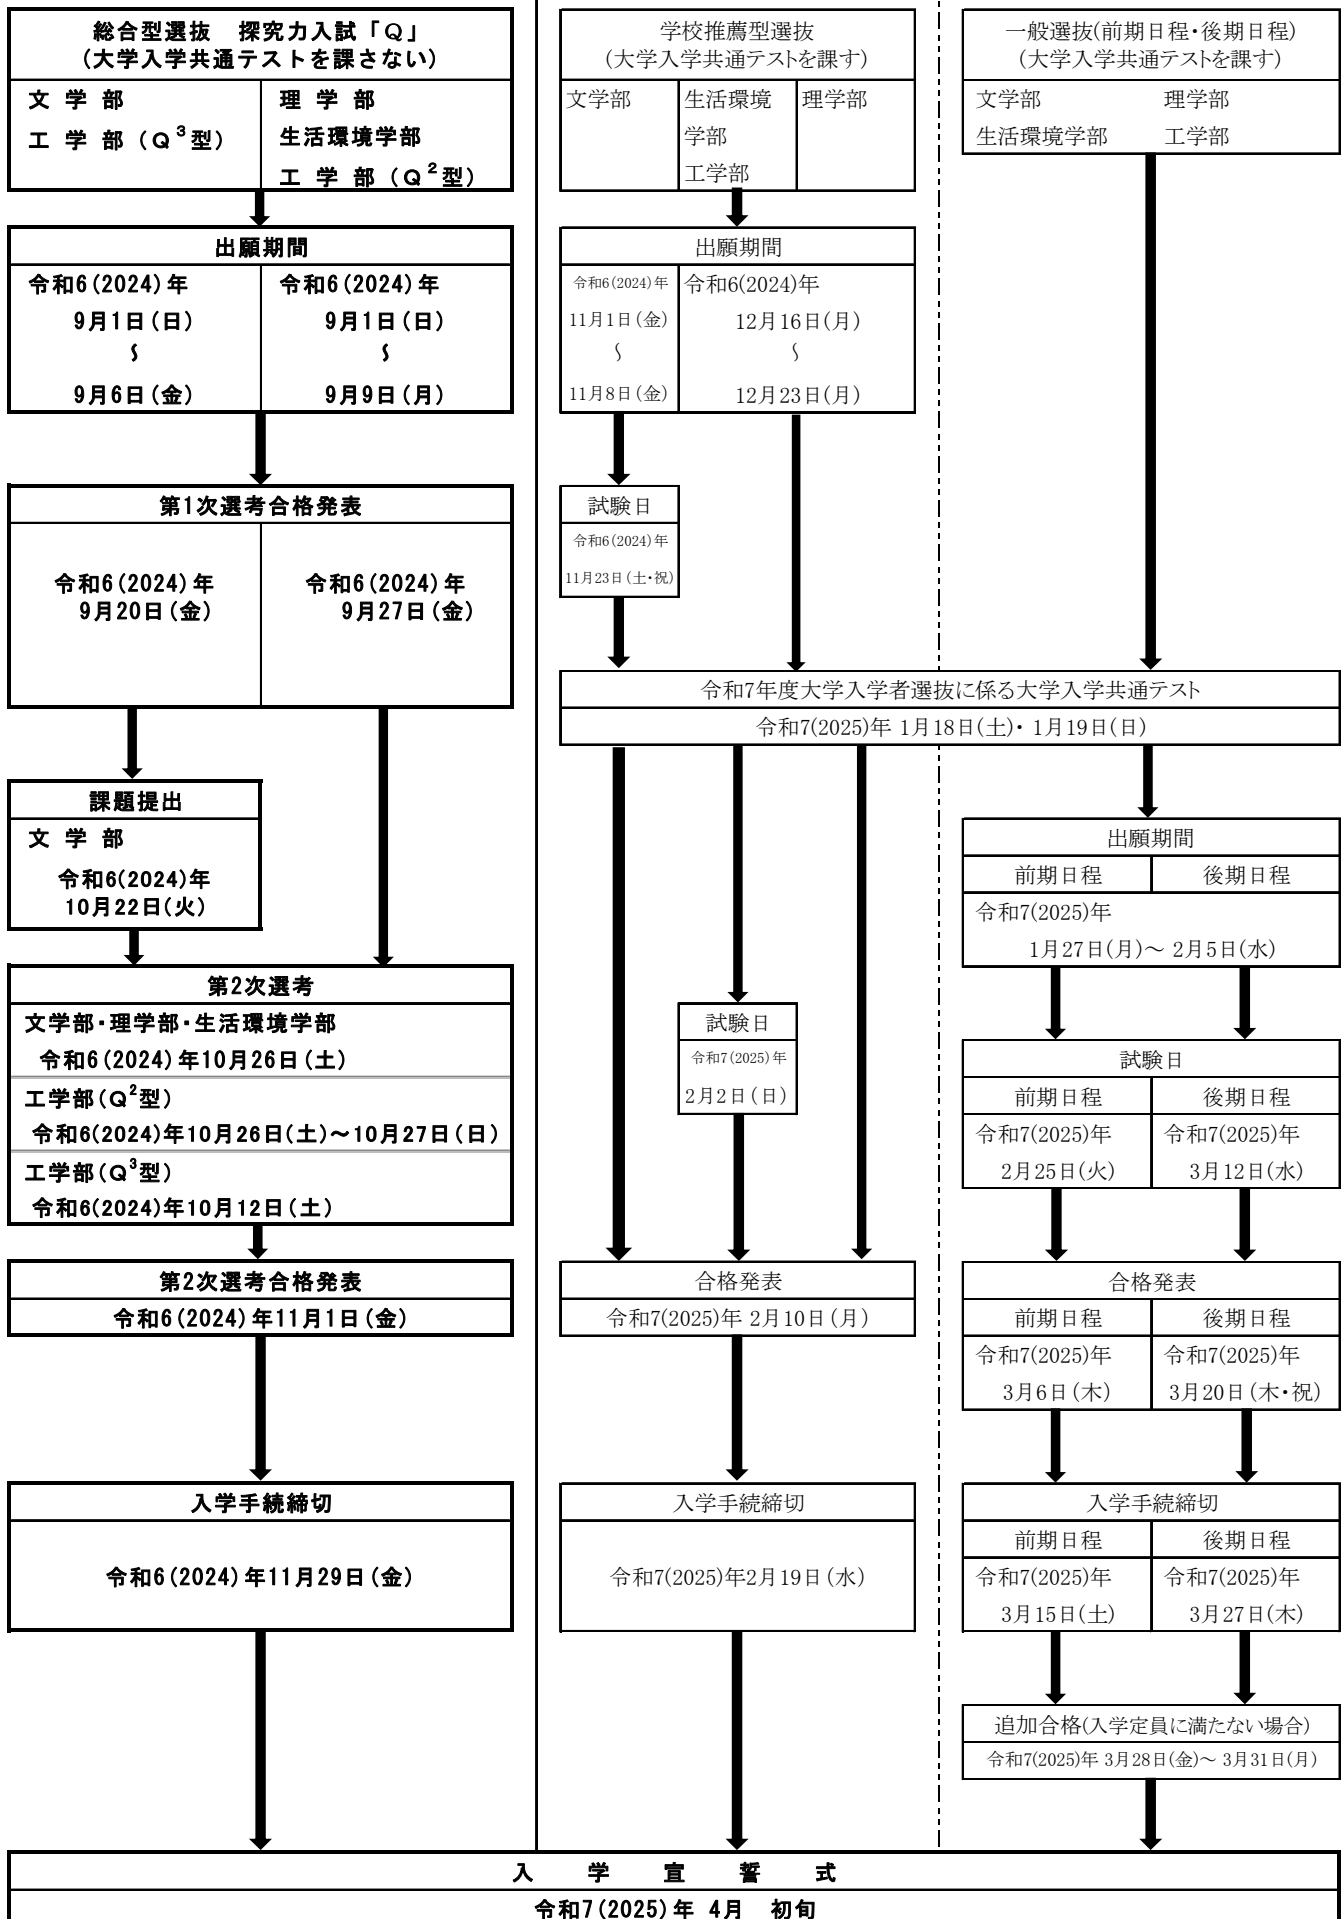 総合型選抜　探究力入試「Q」
(大学入学共通テストを課さない)
文 学 部
工 学 部 (Q³型)
理 学 部
生活環境学部
工 学 部 (Q²型)
出願期間
令和6(2024)年
9月1日(日)
～
9月6日(金)
令和6(2024)年
9月1日(日)
～
9月9日(月)
第1次選考合格発表
令和6(2024)年
9月20日(金)
令和6(2024)年
9月27日(金)
課題提出
文 学 部
令和6(2024)年
10月22日(火)
第2次選考
文学部・理学部・生活環境学部
令和6(2024)年10月26日(土)
工学部(Q²型)
令和6(2024)年10月26日(土)～10月27日(日)
工学部(Q³型)
令和6(2024)年10月12日(土)
第2次選考合格発表
令和6(2024)年11月1日(金)
入学手続締切
令和6(2024)年11月29日(金)
学校推薦型選抜
(大学入学共通テストを課す)
文学部
生活環境
学部
工学部
理学部
出願期間
令和6(2024)年
11月1日(金)
～
11月8日(金)
令和6(2024)年
12月16日(月)
～
12月23日(月)
試験日
令和6(2024)年
11月23日(土・祝)
一般選抜(前期日程・後期日程)
(大学入学共通テストを課す)
文学部
理学部
生活環境学部
工学部
令和7年度大学入学者選抜に係る大学入学共通テスト
令和7(2025)年 1月18日(土)・ 1月19日(日)
試験日
令和7(2025)年
2月2日(日)
合格発表
令和7(2025)年 2月10日(月)
入学手続締切
令和7(2025)年2月19日(水)
出願期間
前期日程
後期日程
令和7(2025)年
1月27日(月)～ 2月5日(水)
試験日
前期日程
後期日程
令和7(2025)年
2月25日(火)
令和7(2025)年
3月12日(水)
合格発表
前期日程
後期日程
令和7(2025)年
3月6日(木)
令和7(2025)年
3月20日(木・祝)
入学手続締切
前期日程
後期日程
令和7(2025)年
3月15日(土)
令和7(2025)年
3月27日(木)
追加合格(入学定員に満たない場合)
令和7(2025)年 3月28日(金)～ 3月31日(月)
入　学　宣　誓　式
令和7(2025)年 4月　初旬